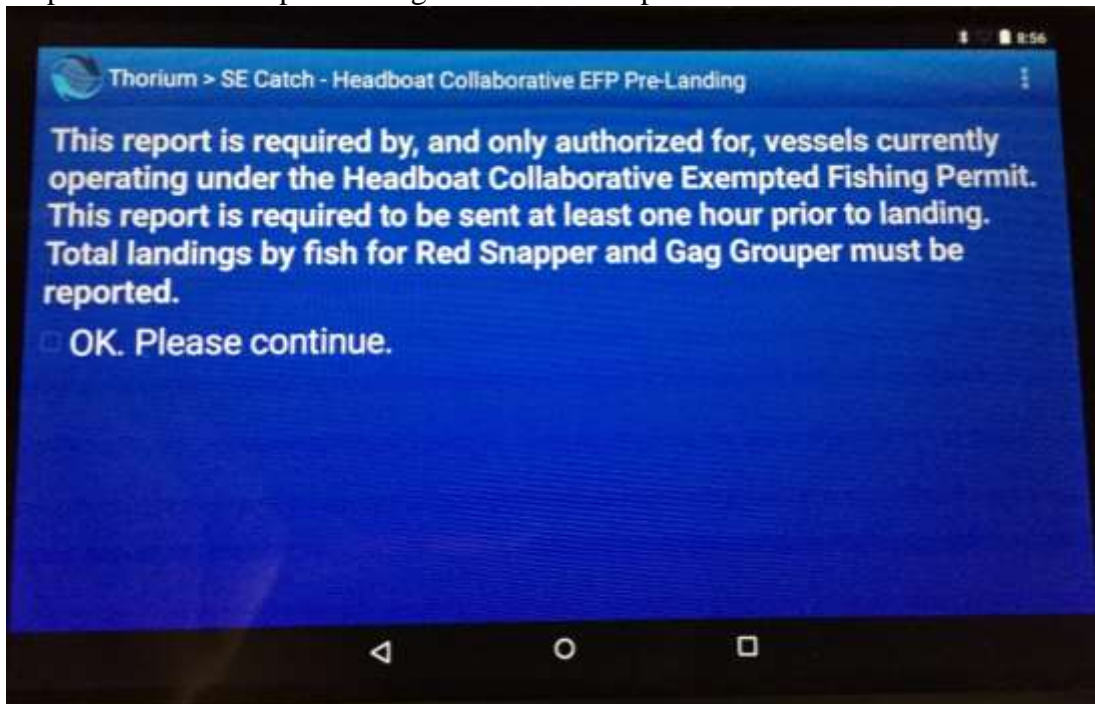 8:56
Thorium > SE Catch - Headboat Collaborative EFP Pre-Landing
This report is required by, and only authorized for, vessels currently
operating under the Headboat Collaborative Exempted Fishing Permit.
This report is required to be sent at least one hour prior to landing.
Total landings by fish for Red Snapper and Gag Grouper must be
reported.
OK. Please continue.